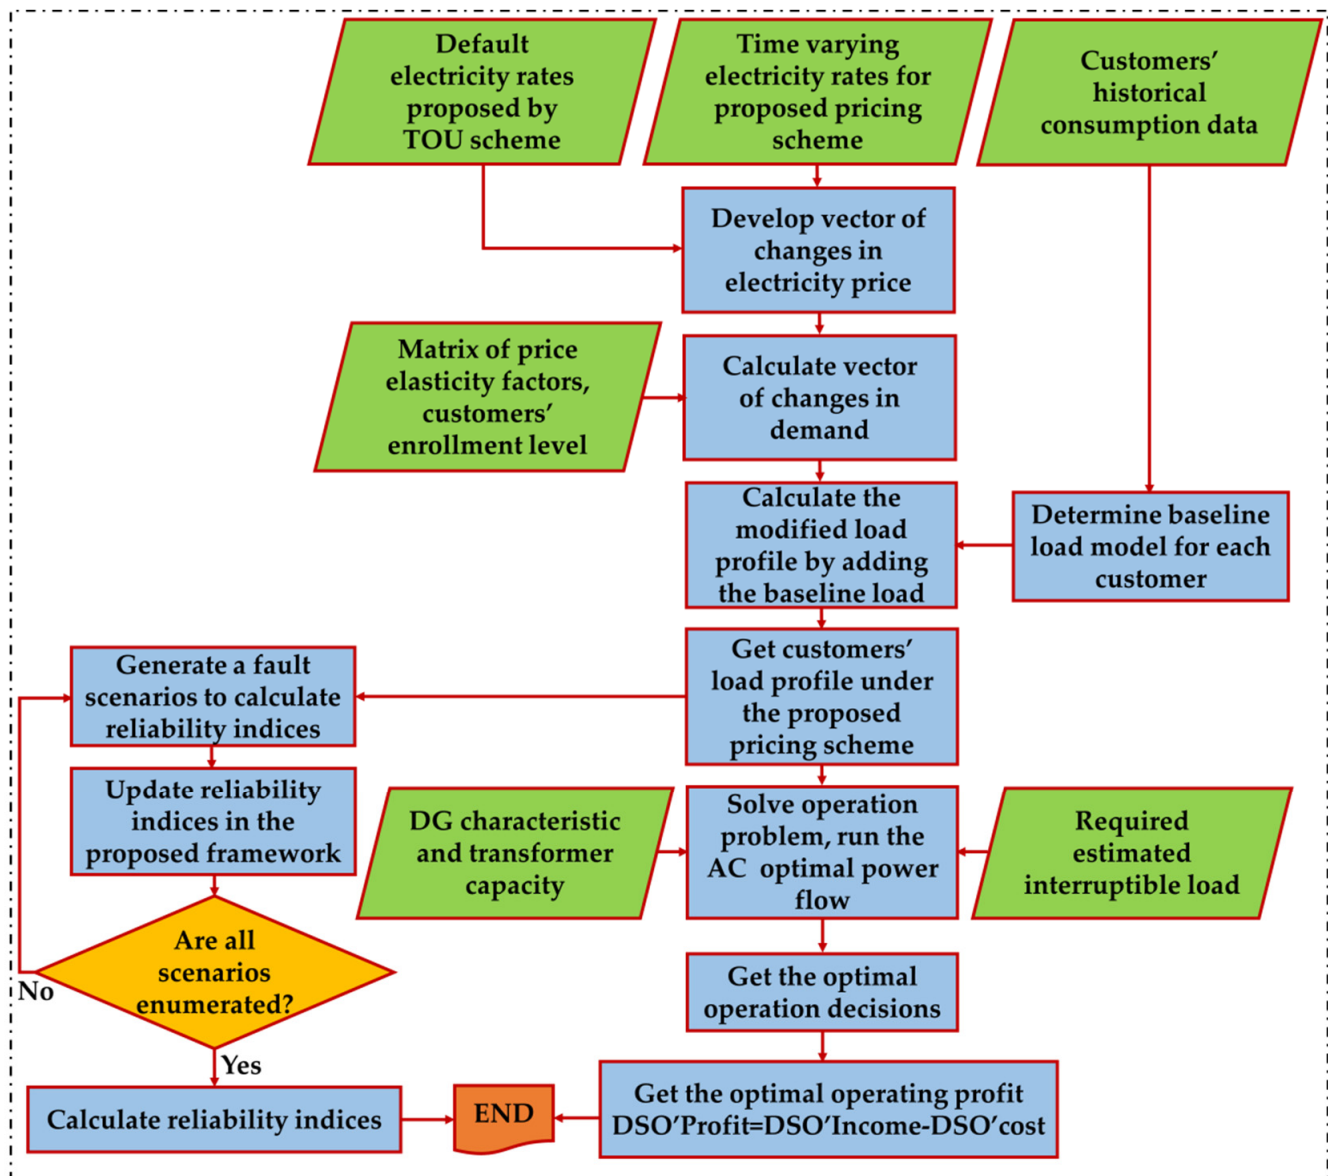 Default
electricity rates
proposed by
TOU scheme
Time varying
electricity rates for
proposed pricing
scheme
Customers’
historical
consumption data
Develop vector of
changes in
electricity price
Matrix of price
elasticity factors,
customers’
enrollment level
Calculate vector
of changes in
demand
Calculate the
modified load
profile by adding
the baseline load
Determine baseline
load model for each
customer
Generate a fault
scenarios to calculate
reliability indices
Get customers’
load profile under
the proposed
pricing scheme
Update reliability
indices in the
proposed framework
DG characteristic
and transformer
capacity
Solve operation
problem, run the
AC optimal power
flow
Required
estimated
interruptible load
Are all
scenarios
enumerated?
No
Get the optimal
operation decisions
Yes
Calculate reliability indices
END
Get the optimal operating profit
DSO’Profit=DSO’Income-DSO’cost